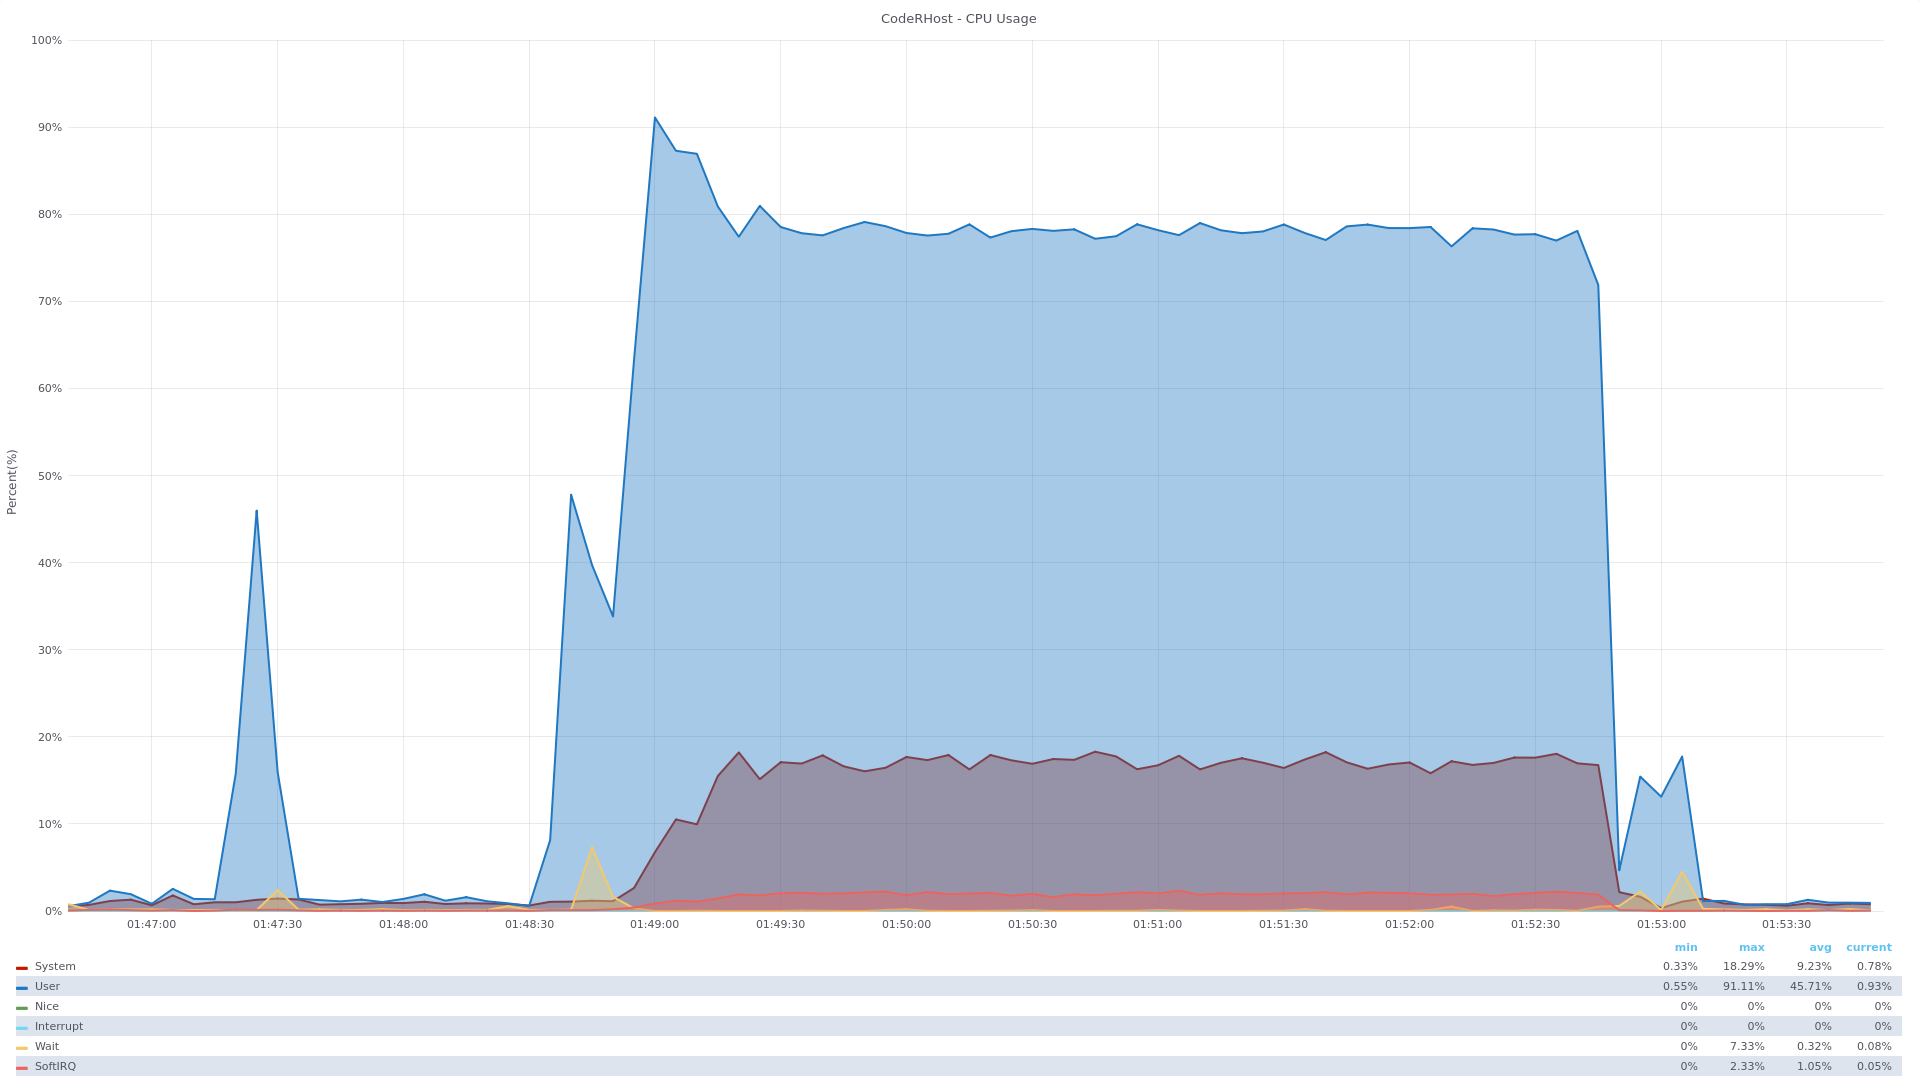 CodeRHost - CPU Usage
100%
90%
80%
70%
60%
50%
40%
30%
20%
10%
0%
Percent(%)
01:47:00 01:47:30 01:48:00 01:48:30 01:49:00 01:49:30 01:50:00 01:50:30 01:51:00 01:51:30 01:52:00 01:52:30 01:53:00 01:53:30
min max avg current
System 0.33% 18.29% 9.23% 0.78%
User 0.55% 91.11% 45.71% 0.93%
Nice 0% 0% 0% 0%
Interrupt 0% 0% 0% 0%
Wait 0% 7.33% 0.32% 0.08%
SoftIRQ 0% 2.33% 1.05% 0.05%